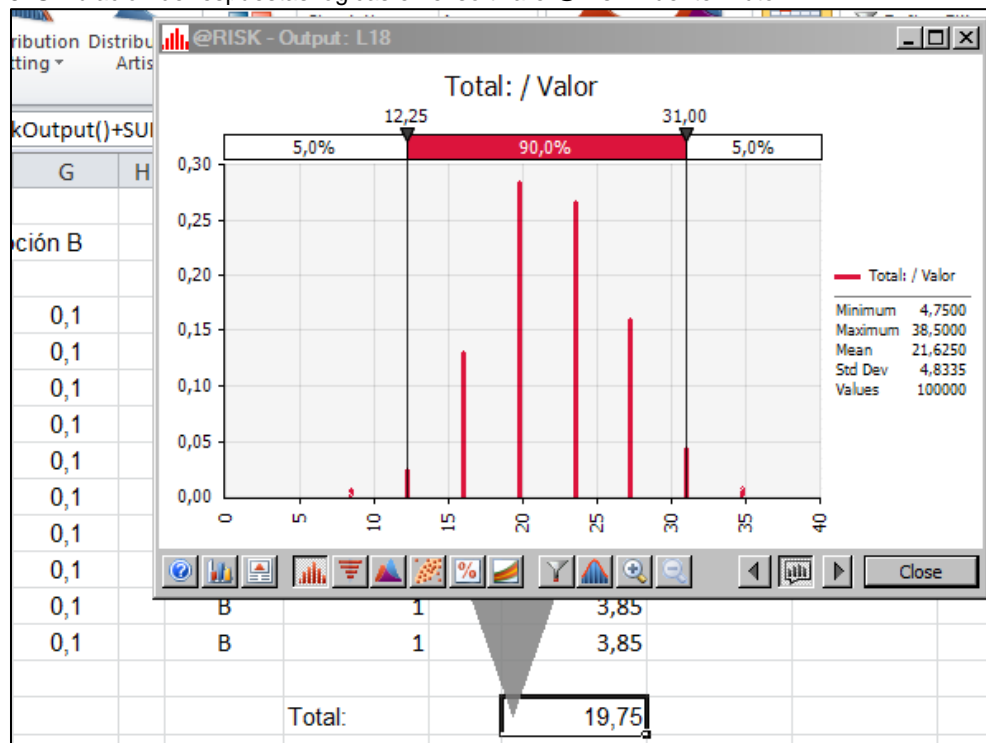 ribution Distribu
tting Artis
@RISK - Output: L18
Total: / Valor
12,25 31,00
5,0% 90,0% 5,0%
kOutput()+SU
G H
ción B
0,1
0,1
0,1
0,1
0,1
0,1
0,1
0,1
0,30
0,25
0,20
0,15
0,10
0,05
0,00
0 5 10 15 20 25 30 35 40
Total: / Valor
Minimum 4,7500
Maximum 38,5000
Mean 21,6250
Std Dev 4,8335
Values 100000
Close
0,1 B 1 3,85
0,1 B 1 3,85
Total: 19,75